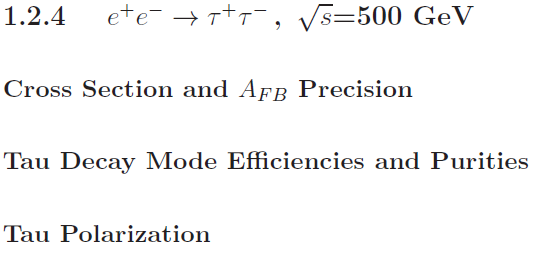 1.2.4 e⁺e⁻ → τ⁺τ⁻, √s=500 GeV
Cross Section and A_FB Precision
Tau Decay Mode Efficiencies and Purities
Tau Polarization